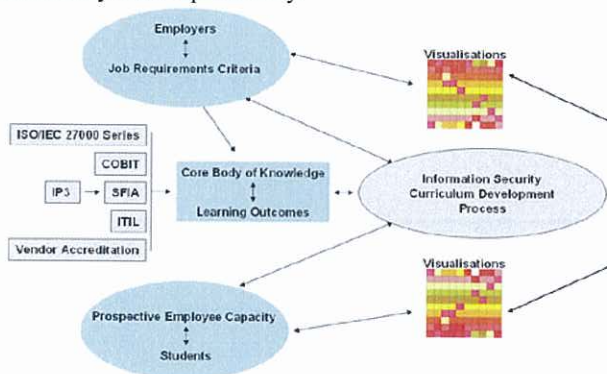 Employers
Job Requirements Criteria
Visualisations
ISO/IEC 27000 Series
COBIT
IP3
SFIA
ITIL
Vendor Accreditation
Core Body of Knowledge
Learning Outcomes
Information Security
Curriculum Development
Process
Visualisations
Prospective Employee Capacity
Students